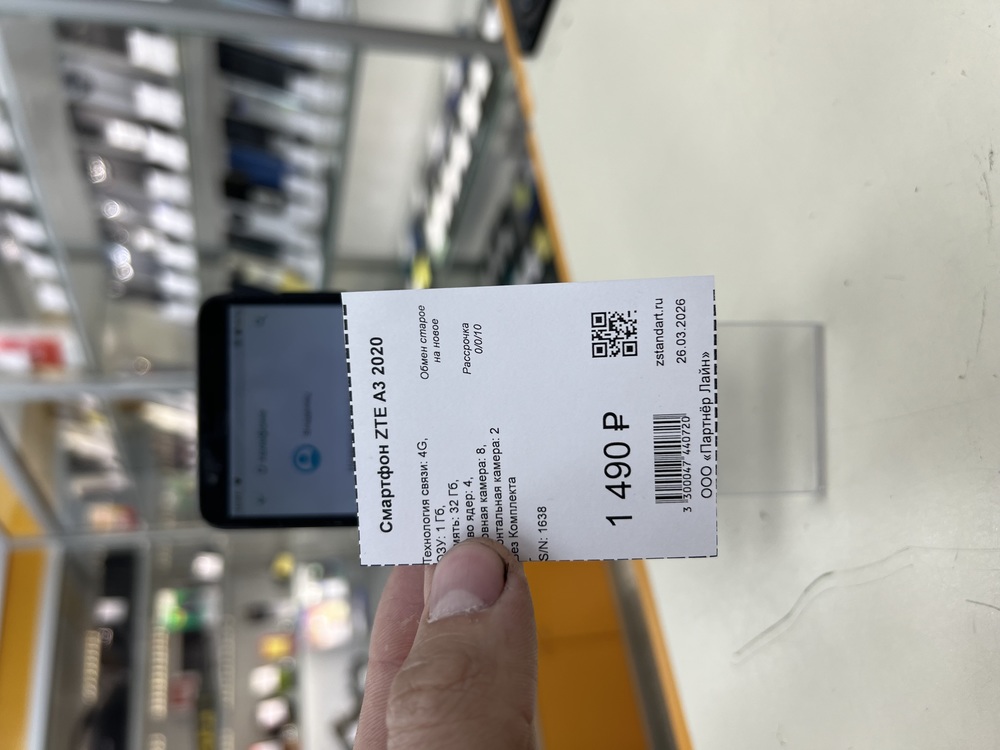 Смартфон ZTE A3 2020
Технология связи: 4G,
ОЗУ: 1 Гб,
мять: 32 Гб,
во ядер: 4,
овная камера: 8,
нтальная камера: 2
ез Комплекта
S/N: 1638
Обмен старое
на новое
Рассрочка
0/0/10
1 490 ₽
3 300047 440720
zstandart.ru
26.03.2026
ООО «Партнёр Лайн»